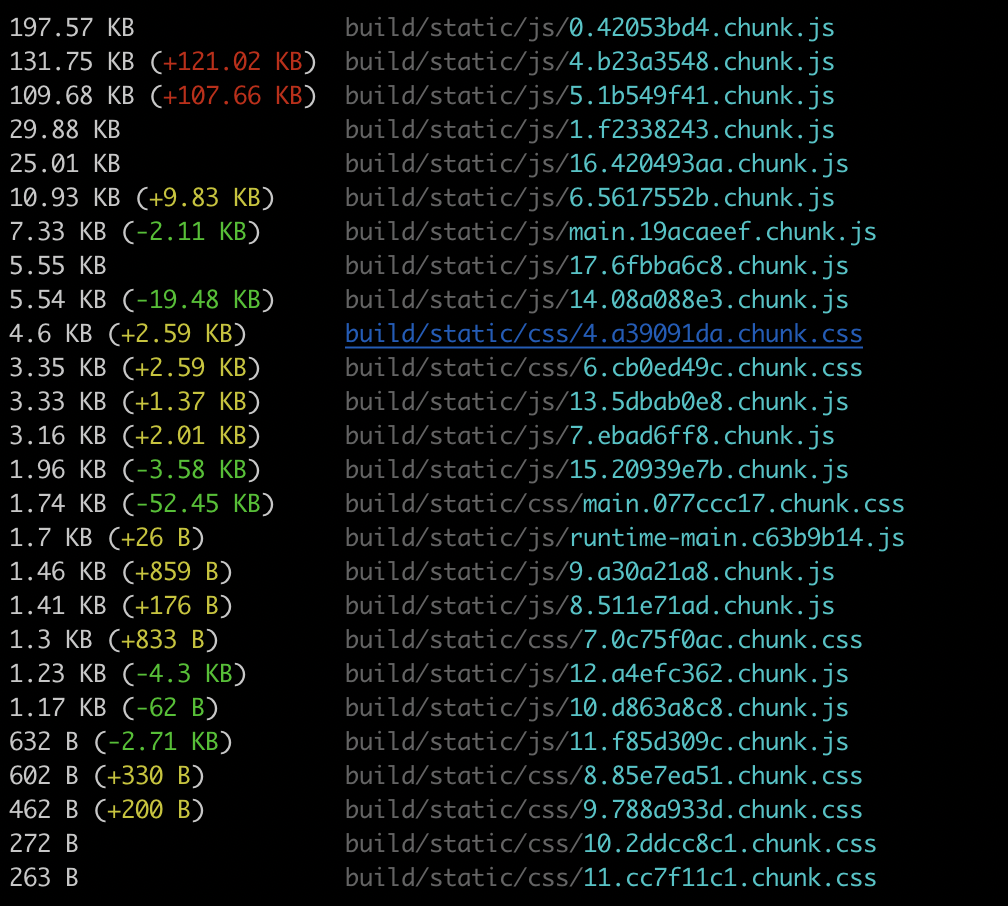 197.57 KB build/static/js/0.42053bd4.chunk.js
131.75 KB (+121.02 KB) build/static/js/4.b23a3548.chunk.js
109.68 KB (+107.66 KB) build/static/js/5.1b549f41.chunk.js
29.88 KB build/static/js/1.f2338243.chunk.js
25.01 KB build/static/js/16.420493aa.chunk.js
10.93 KB (+9.83 KB) build/static/js/6.5617552b.chunk.js
7.33 KB (-2.11 KB) build/static/js/main.19acaeef.chunk.js
5.55 KB build/static/js/17.6fbba6c8.chunk.js
5.54 KB (-19.48 KB) build/static/js/14.08a088e3.chunk.js
4.6 KB (+2.59 KB) build/static/css/4.a39091da.chunk.css
3.35 KB (+2.59 KB) build/static/css/6.cb0ed49c.chunk.css
3.33 KB (+1.37 KB) build/static/js/13.5dbab0e8.chunk.js
3.16 KB (+2.01 KB) build/static/js/7.ebad6ff8.chunk.js
1.96 KB (-3.58 KB) build/static/js/15.20939e7b.chunk.js
1.74 KB (-52.45 KB) build/static/css/main.077ccc17.chunk.css
1.7 KB (+26 B) build/static/js/runtime-main.c63b9b14.js
1.46 KB (+859 B) build/static/js/9.a30a21a8.chunk.js
1.41 KB (+176 B) build/static/js/8.511e71ad.chunk.js
1.3 KB (+833 B) build/static/css/7.0c75f0ac.chunk.css
1.23 KB (-4.3 KB) build/static/js/12.a4efc362.chunk.js
1.17 KB (-62 B) build/static/js/10.d863a8c8.chunk.js
632 B (-2.71 KB) build/static/js/11.f85d309c.chunk.js
602 B (+330 B) build/static/css/8.85e7ea51.chunk.css
462 B (+200 B) build/static/css/9.788a933d.chunk.css
272 B build/static/css/10.2ddcc8c1.chunk.css
263 B build/static/css/11.cc7f11c1.chunk.css